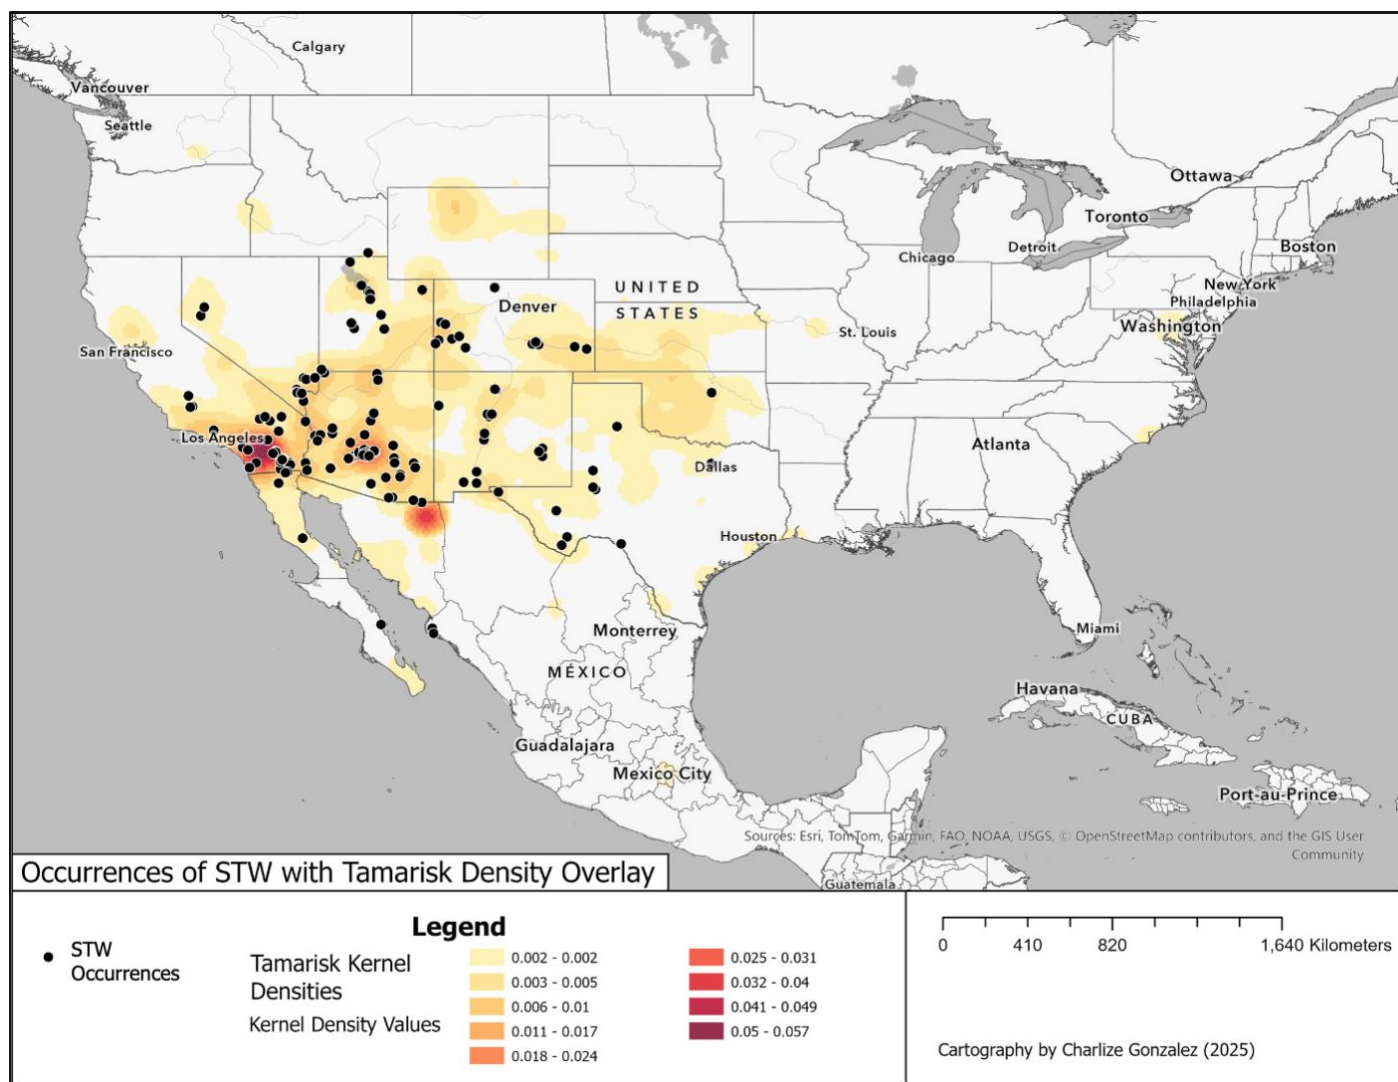 Calgary
Vancouver
Seattle
Ottawa
Toronto
Detroit
Boston
Chicago
New York
UNITED
STATES
Denver
Philadelphia
Washington
St. Louis
San Francisco
Los Angeles
Atlanta
Dallas
Houston
Miami
Monterrey
MÉXICO
Havana
CUBA
Guadalajara
Mexico City
Port-au-Prince
Sources: Esri, TomTom, Garmin, FAO, NOAA, USGS, © OpenStreetMap contributors, and the GIS User
Community
Guatemala
Occurrences of STW with Tamarisk Density Overlay
Legend
STW
Occurrences
Tamarisk Kernel
Densities
Kernel Density Values
0.002 - 0.002
0.003 - 0.005
0.006 - 0.01
0.011 - 0.017
0.018 - 0.024
0.025 - 0.031
0.032 - 0.04
0.041 - 0.049
0.05 - 0.057
0 410 820 1,640 Kilometers
Cartography by Charlize Gonzalez (2025)